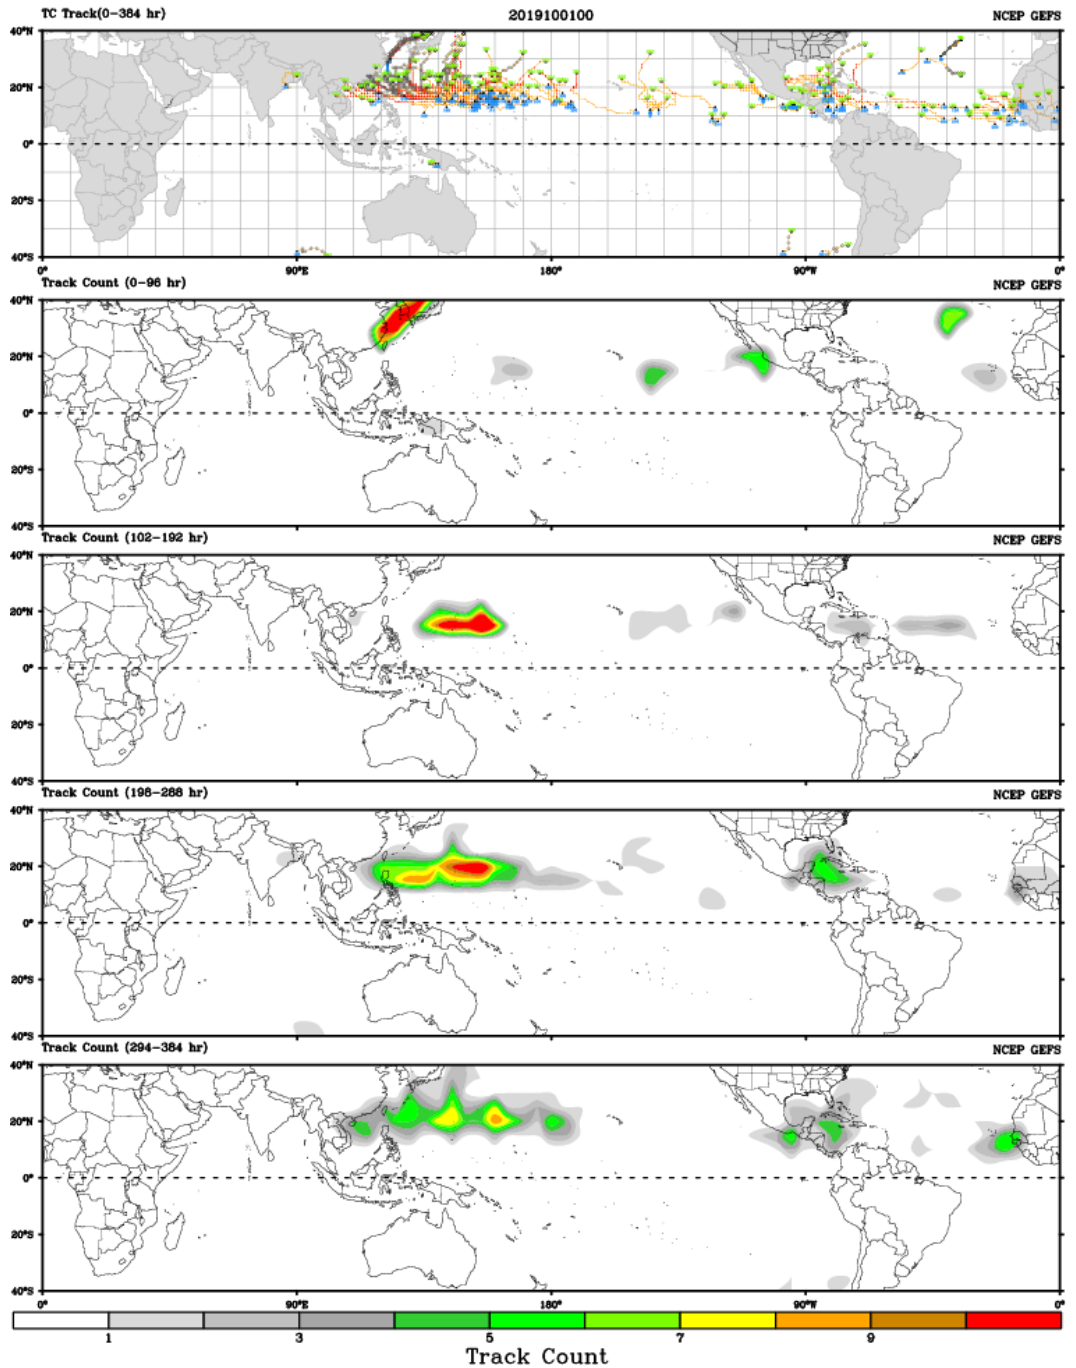 TC Track(0-384 hr) 2019100100 NCEP GEFS
40°N
20°N
0°
20°S
40°S
0° 90°E 180° 90°W 0°
Track Count (0-96 hr) NCEP GEFS
40°N
20°N
0°
20°S
40°S
Track Count (102-192 hr) NCEP GEFS
40°N
20°N
0°
20°S
40°S
Track Count (198-288 hr) NCEP GEFS
40°N
20°N
0°
20°S
40°S
Track Count (294-384 hr) NCEP GEFS
40°N
20°N
0°
20°S
40°S
0° 90°E 180° 90°W 0°
1 3 5 7 9
Track Count